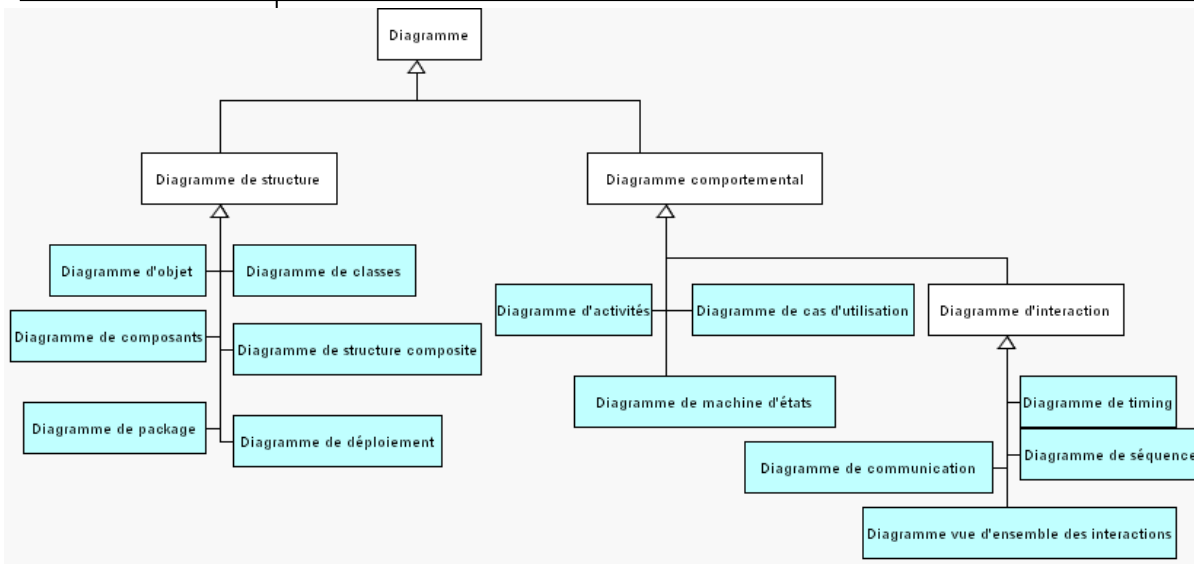 Diagramme
Diagramme de structure
Diagramme comportemental
Diagramme d'objet
Diagramme de classes
Diagramme de composants
Diagramme de structure composite
Diagramme de package
Diagramme de déploiement
Diagramme d'activités
Diagramme de cas d'utilisation
Diagramme d'interaction
Diagramme de machine d'états
Diagramme de timing
Diagramme de séquence
Diagramme de communication
Diagramme vue d'ensemble des interactions